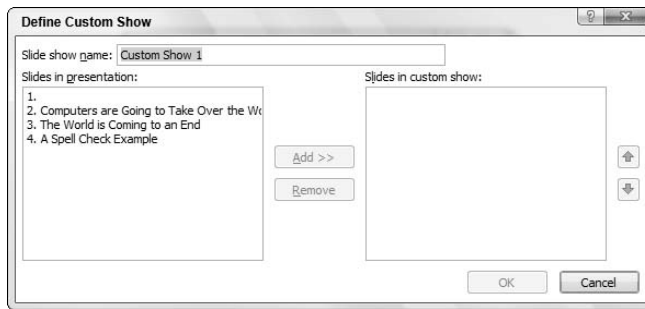 Define Custom Show
Slide show name: Custom Show 1
Slides in presentation:
1.
2. Computers are Going to Take Over the Wo
3. The World is Coming to an End
4. A Spell Check Example
Add >>
Remove
Slides in custom show:
OK
Cancel